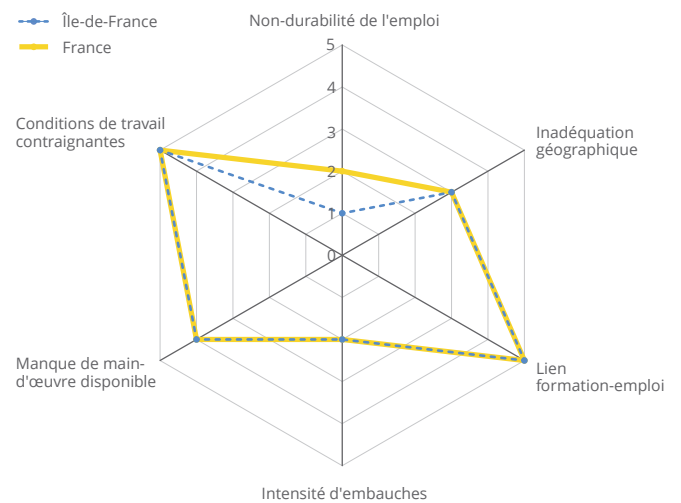 Île-de-France
France
Non-durabilité de l'emploi
5
4
3
2
1
0
Conditions de travail
contraignantes
Inadéquation
géographique
Manque de main-
d'œuvre disponible
Lien
formation-emploi
Intensité d'embauches